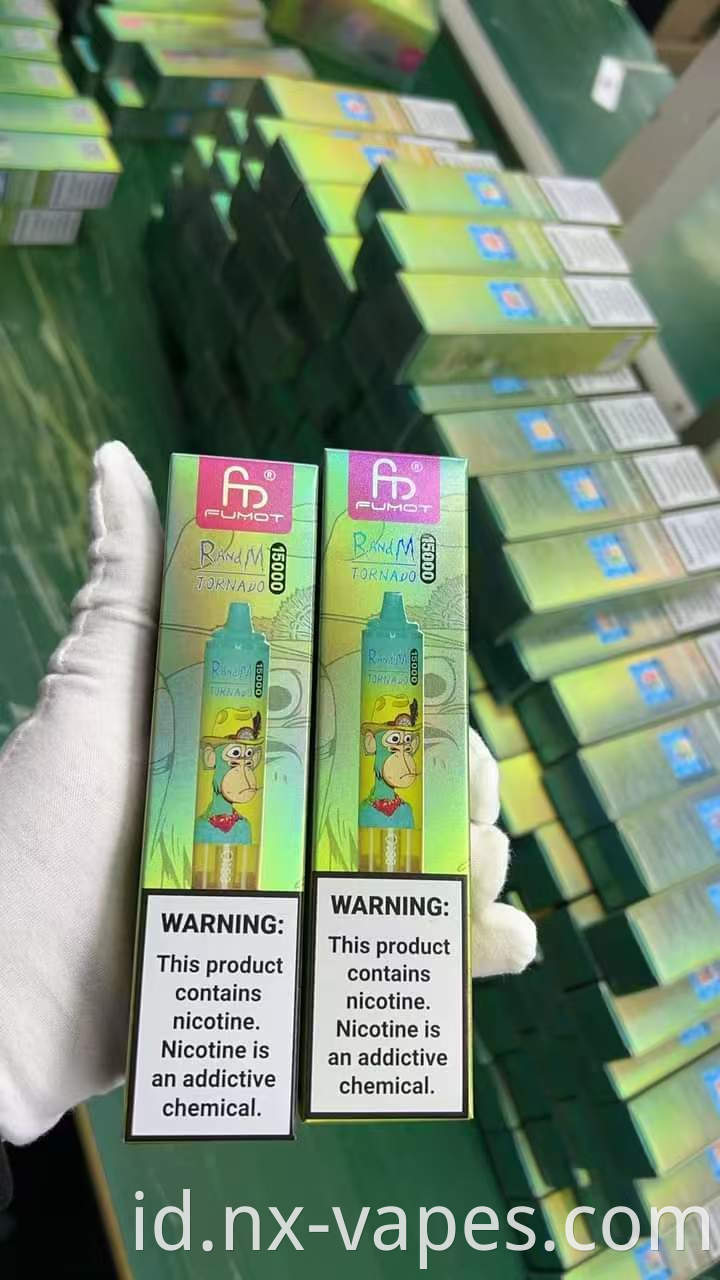 FUMOT
®
RandM
TORNADO
15000
RandM
TORNADO
15000
WARNING:
This product
contains
nicotine.
Nicotine is
an addictive
chemical.
FUMOT
®
RandM
TORNADO
15000
RandM
TORNADO
15000
WARNING:
This product
contains
nicotine.
Nicotine is
an addictive
chemical.
id.nx-vapes.com